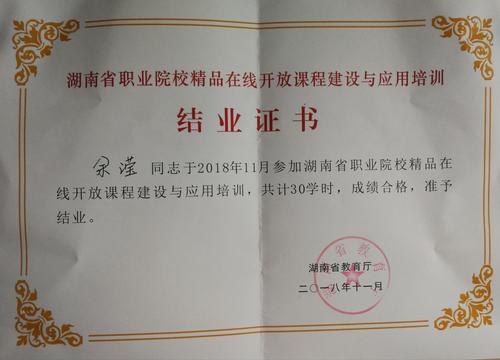 湖南省职业院校精品在线开放课程建设与应用培训
结业证书
余滢 同志于2018年11月参加湖南省职业院校精品在
线开放课程建设与应用培训，共计30学时，成绩合格，准予
结业。
湖南省教育厅
二〇一八年十一月